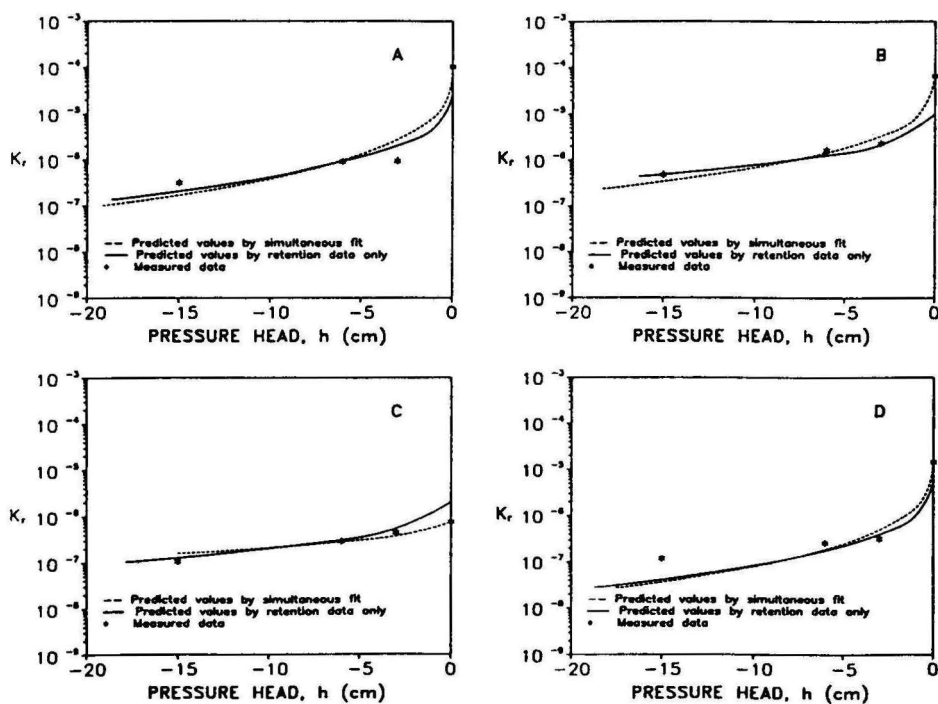 10⁻³
A
10⁻⁴
10⁻⁵
10⁻⁶
Kr
10⁻⁷
10⁻⁸
10⁻⁹
Predicted values by simultaneous fit
Predicted values by retention data only
Measured data
−20 −15 −10 −5 0
PRESSURE HEAD, h (cm)
10⁻³
B
10⁻⁴
10⁻⁵
10⁻⁶
Kr
10⁻⁷
10⁻⁸
10⁻⁹
Predicted values by simultaneous fit
Predicted values by retention data only
Measured data
−20 −15 −10 −5 0
PRESSURE HEAD, h (cm)
10⁻³
C
10⁻⁴
10⁻⁵
10⁻⁶
Kr
10⁻⁷
10⁻⁸
10⁻⁹
Predicted values by simultaneous fit
Predicted values by retention data only
Measured data
−20 −15 −10 −5 0
PRESSURE HEAD, h (cm)
10⁻³
D
10⁻⁴
10⁻⁵
10⁻⁶
Kr
10⁻⁷
10⁻⁸
10⁻⁹
Predicted values by simultaneous fit
Predicted values by retention data only
Measured data
−20 −15 −10 −5 0
PRESSURE HEAD, h (cm)